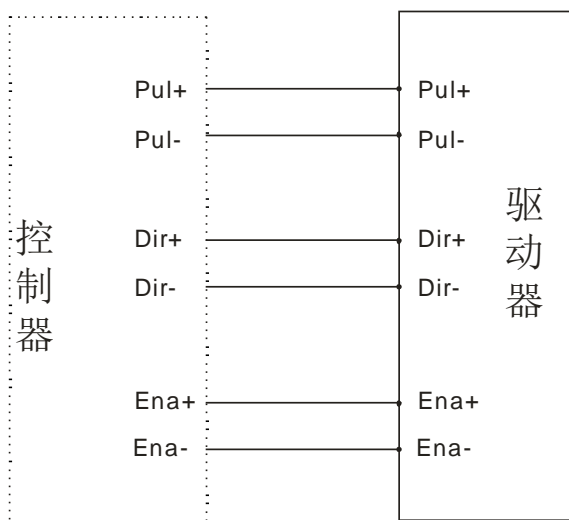 控制器
Pul+
Pul-
Dir+
Dir-
Ena+
Ena-
Pul+
Pul-
Dir+
Dir-
Ena+
Ena-
驱动器